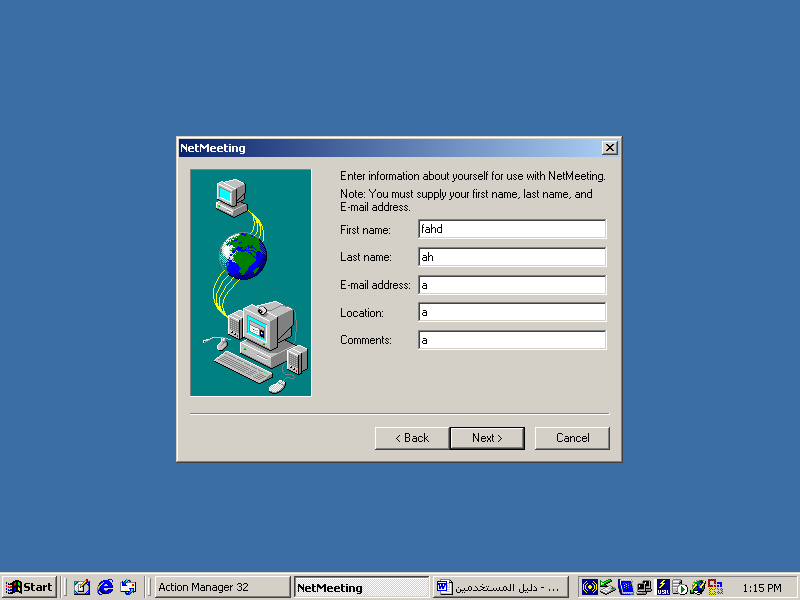 NetMeeting
Enter information about yourself for use with NetMeeting.
Note: You must supply your first name, last name, and
E-mail address.
First name: fahd
Last name: ah
E-mail address: a
Location: a
Comments: a
< Back Next > Cancel
Start Action Manager 32 NetMeeting دليل المستخدمين - ... 1:15 PM